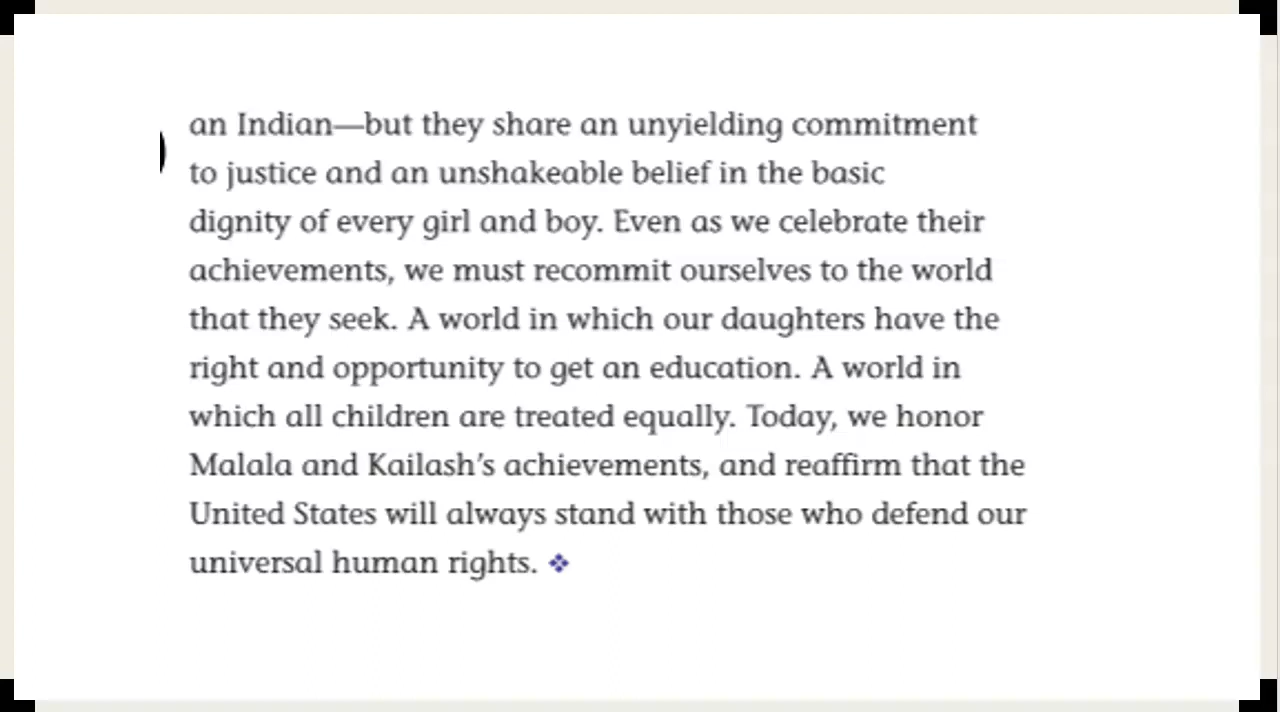 an Indian—but they share an unyielding commitment
to justice and an unshakeable belief in the basic
dignity of every girl and boy. Even as we celebrate their
achievements, we must recommit ourselves to the world
that they seek. A world in which our daughters have the
right and opportunity to get an education. A world in
which all children are treated equally. Today, we honor
Malala and Kailash’s achievements, and reaffirm that the
United States will always stand with those who defend our
universal human rights. ❖